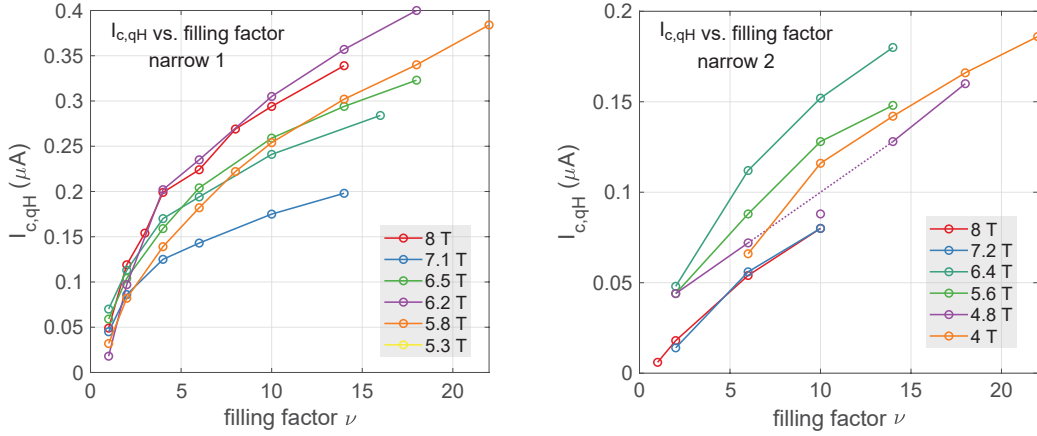 I_c,qH vs. filling factor
narrow 1
I_c,qH (μA)
0.4
0.35
0.3
0.25
0.2
0.15
0.1
0.05
0
0 5 10 15 20
filling factor ν
8 T
7.1 T
6.5 T
6.2 T
5.8 T
5.3 T
I_c,qH vs. filling factor
narrow 2
I_c,qH (μA)
0.2
0.15
0.1
0.05
0
0 5 10 15 20
filling factor ν
8 T
7.2 T
6.4 T
5.6 T
4.8 T
4 T